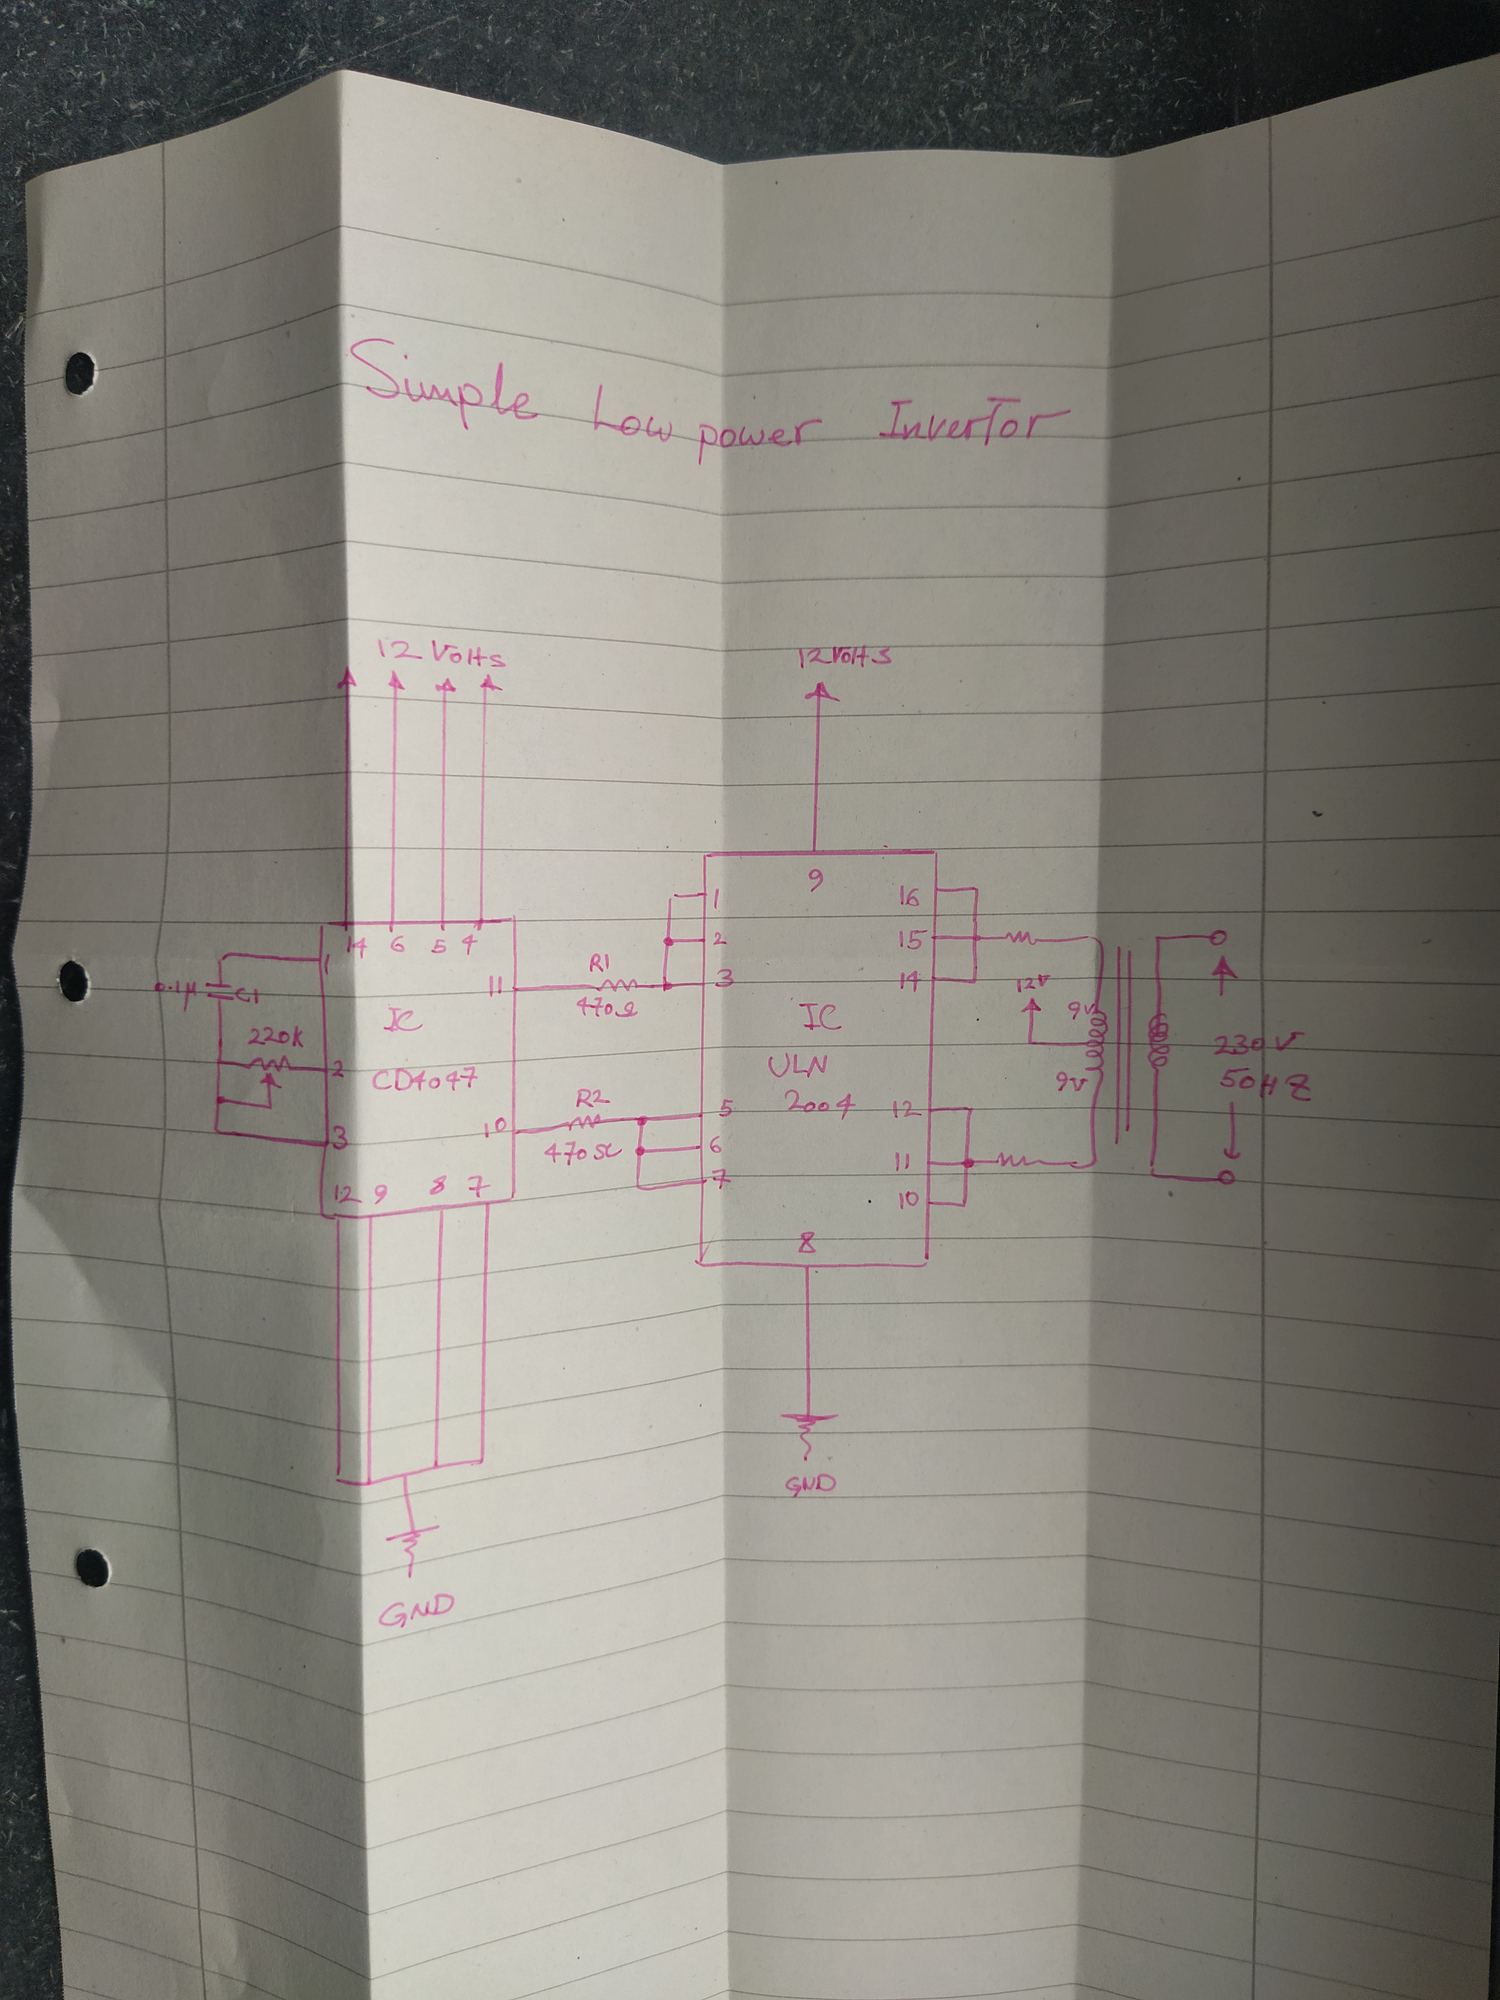 Simple Low power Invertor
12 Volts
12 Volts
14 6 5 4
9
1
1
16
2
15
R1
11
3
14
470Ω
0.1µ C1
12V
9V
IC
IC
220K
2
CD4047
ULN
2004
230V
50HZ
9V
R2
10
5
12
3
470Ω
6
11
7
10
12 9 8 7
8
GND
GND